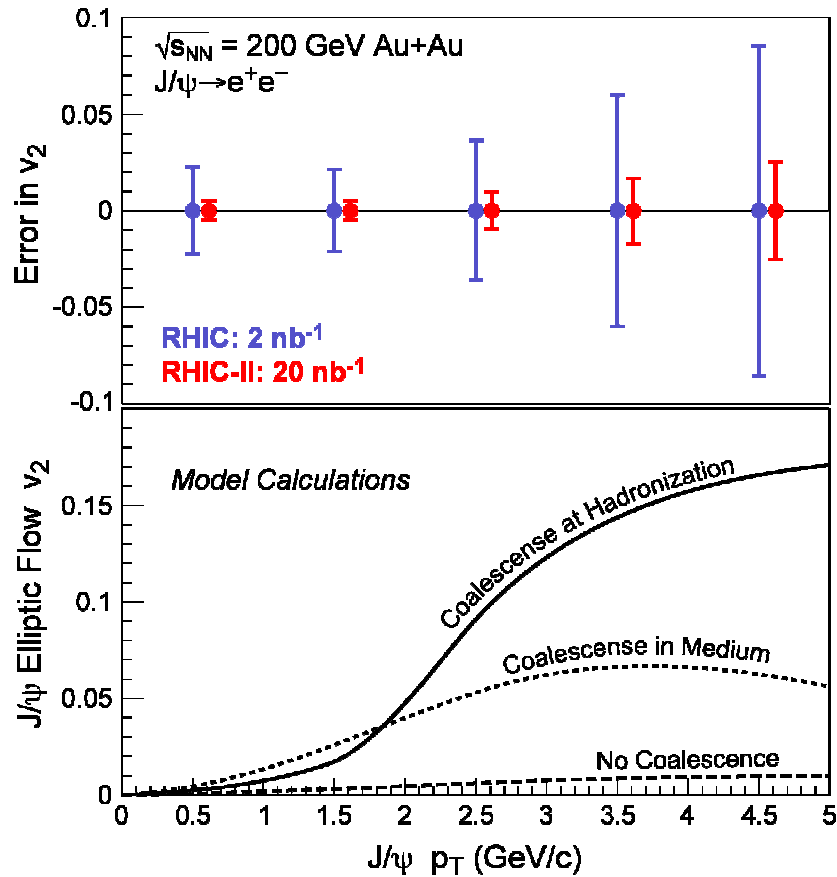 0.1
√s_NN = 200 GeV Au+Au
J/ψ→e⁺e⁻
0.05
0
-0.05
-0.1
Error in v₂
RHIC: 2 nb⁻¹
RHIC-II: 20 nb⁻¹
Model Calculations
0.15
0.1
0.05
0
J/ψ Elliptic Flow v₂
Coalescense at Hadronization
Coalescense in Medium
No Coalescence
0 0.5 1 1.5 2 2.5 3 3.5 4 4.5 5
J/ψ p_T (GeV/c)